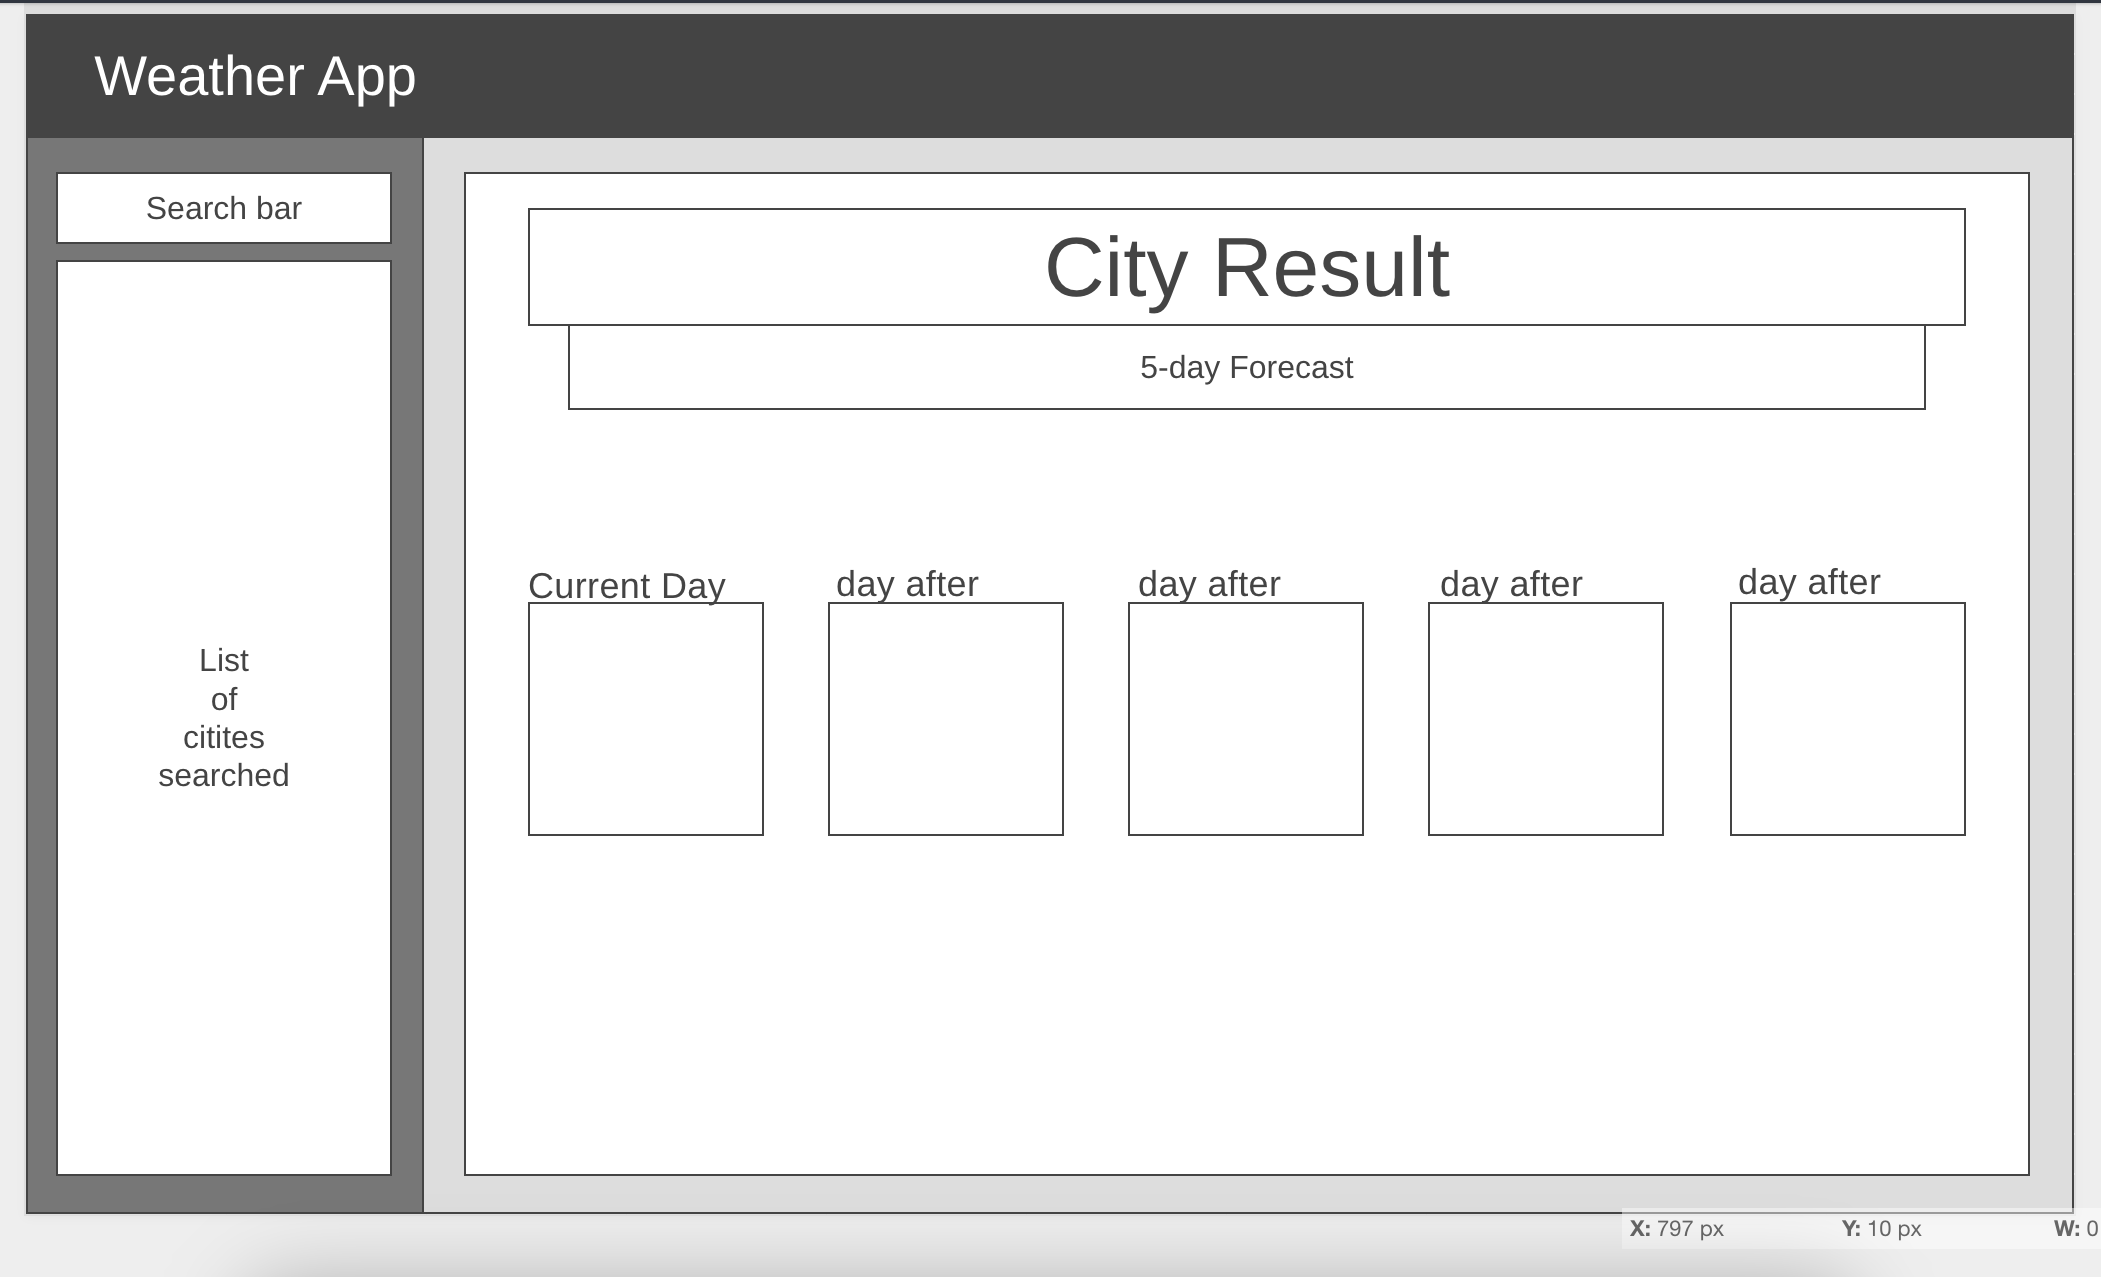 Weather App
Search bar
List
of
citites
searched
City Result
5-day Forecast
Current Day
day after
day after
day after
day after
X: 797 px Y: 10 px W: 0